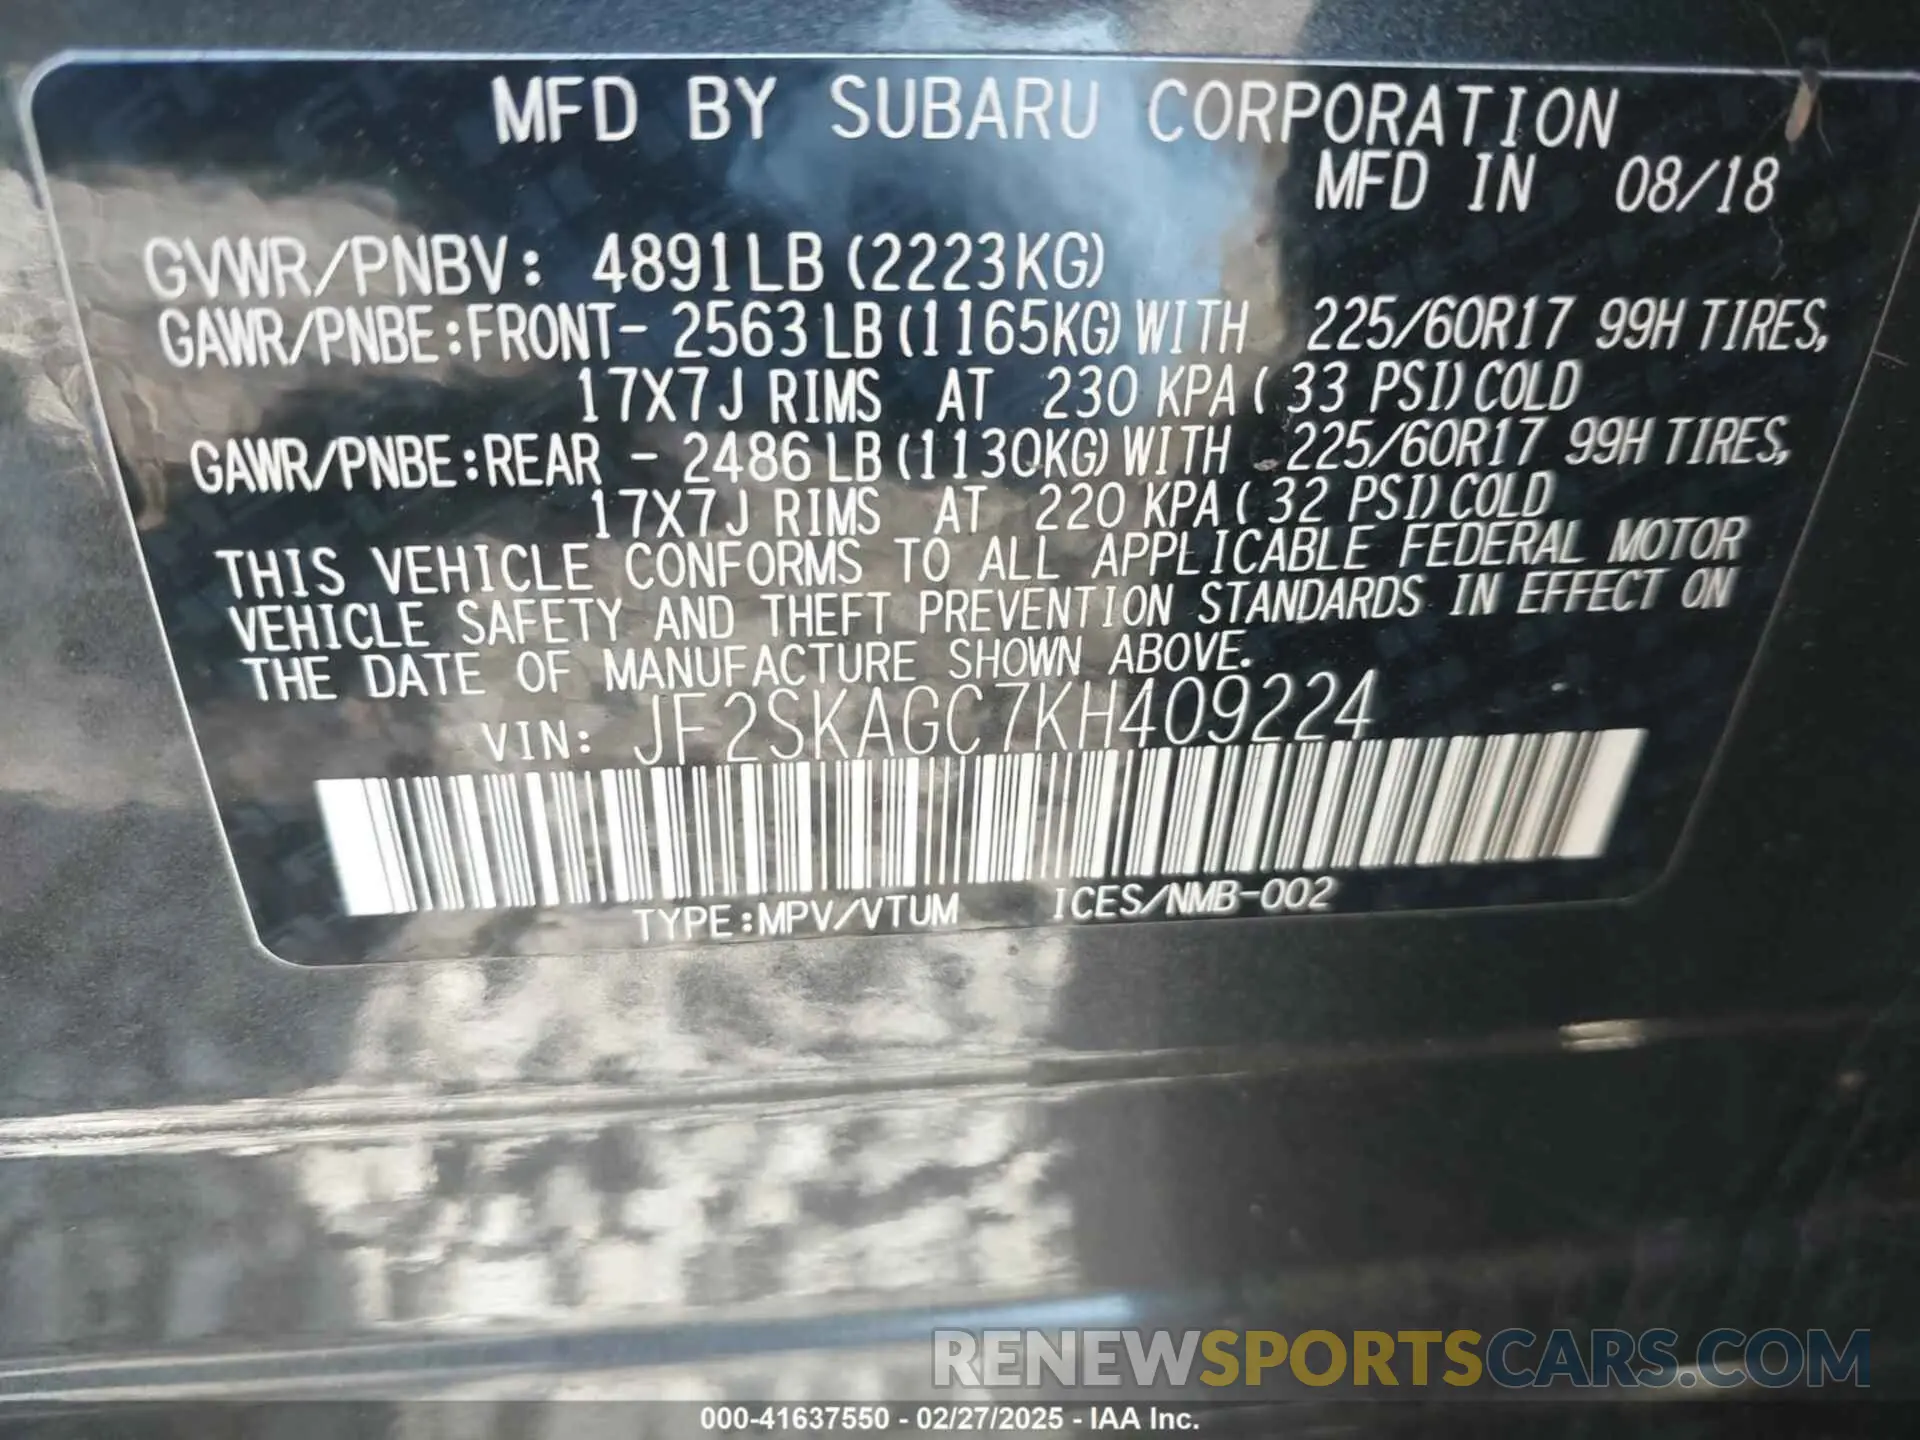 MFD BY SUBARU CORPORATION
MFD IN 08/18
GVWR/PNBV: 4891LB (2223KG)
GAWR/PNBE:FRONT- 2563LB (1165KG) WITH 225/60R17 99H TIRES,
17X7J RIMS AT 230 KPA ( 33 PSI) COLD
GAWR/PNBE:REAR - 2486LB (1130KG) WITH 225/60R17 99H TIRES,
17X7J RIMS AT 220 KPA ( 32 PSI) COLD
THIS VEHICLE CONFORMS TO ALL APPLICABLE FEDERAL MOTOR
VEHICLE SAFETY AND THEFT PREVENTION STANDARDS IN EFFECT ON
THE DATE OF MANUFACTURE SHOWN ABOVE.
VIN: JF2SKAGC7KH409224
TYPE:MPV/VTUM ICES/NMB-002
RENEWSPORTSCARS.COM
000-41637550 - 02/27/2025 - IAA Inc.